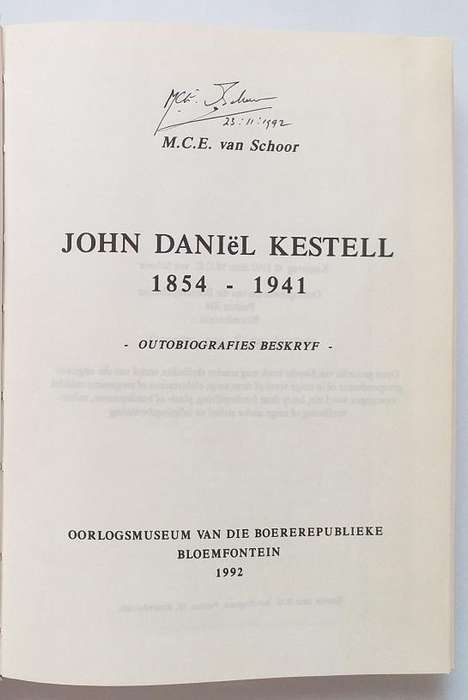 23:11:1992
M.C.E. van Schoor
JOHN DANIëL KESTELL
1854 - 1941
- OUTOBIOGRAFIES BESKRYF -
OORLOGSMUSEUM VAN DIE BOEREREPUBLIEKE
BLOEMFONTEIN
1992